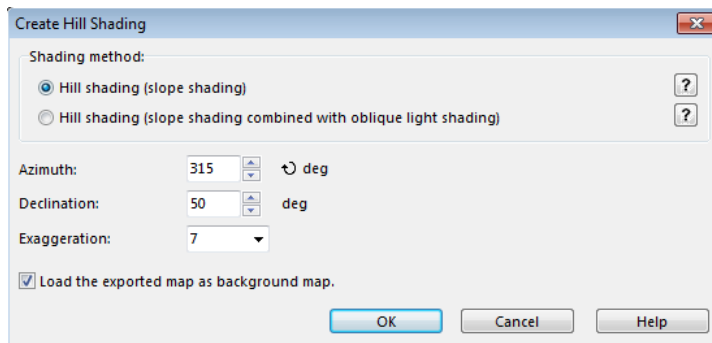 Create Hill Shading
Shading method:
Hill shading (slope shading)
?
Hill shading (slope shading combined with oblique light shading)
?
Azimuth: 315 deg
Declination: 50 deg
Exaggeration: 7
Load the exported map as background map.
OK Cancel Help